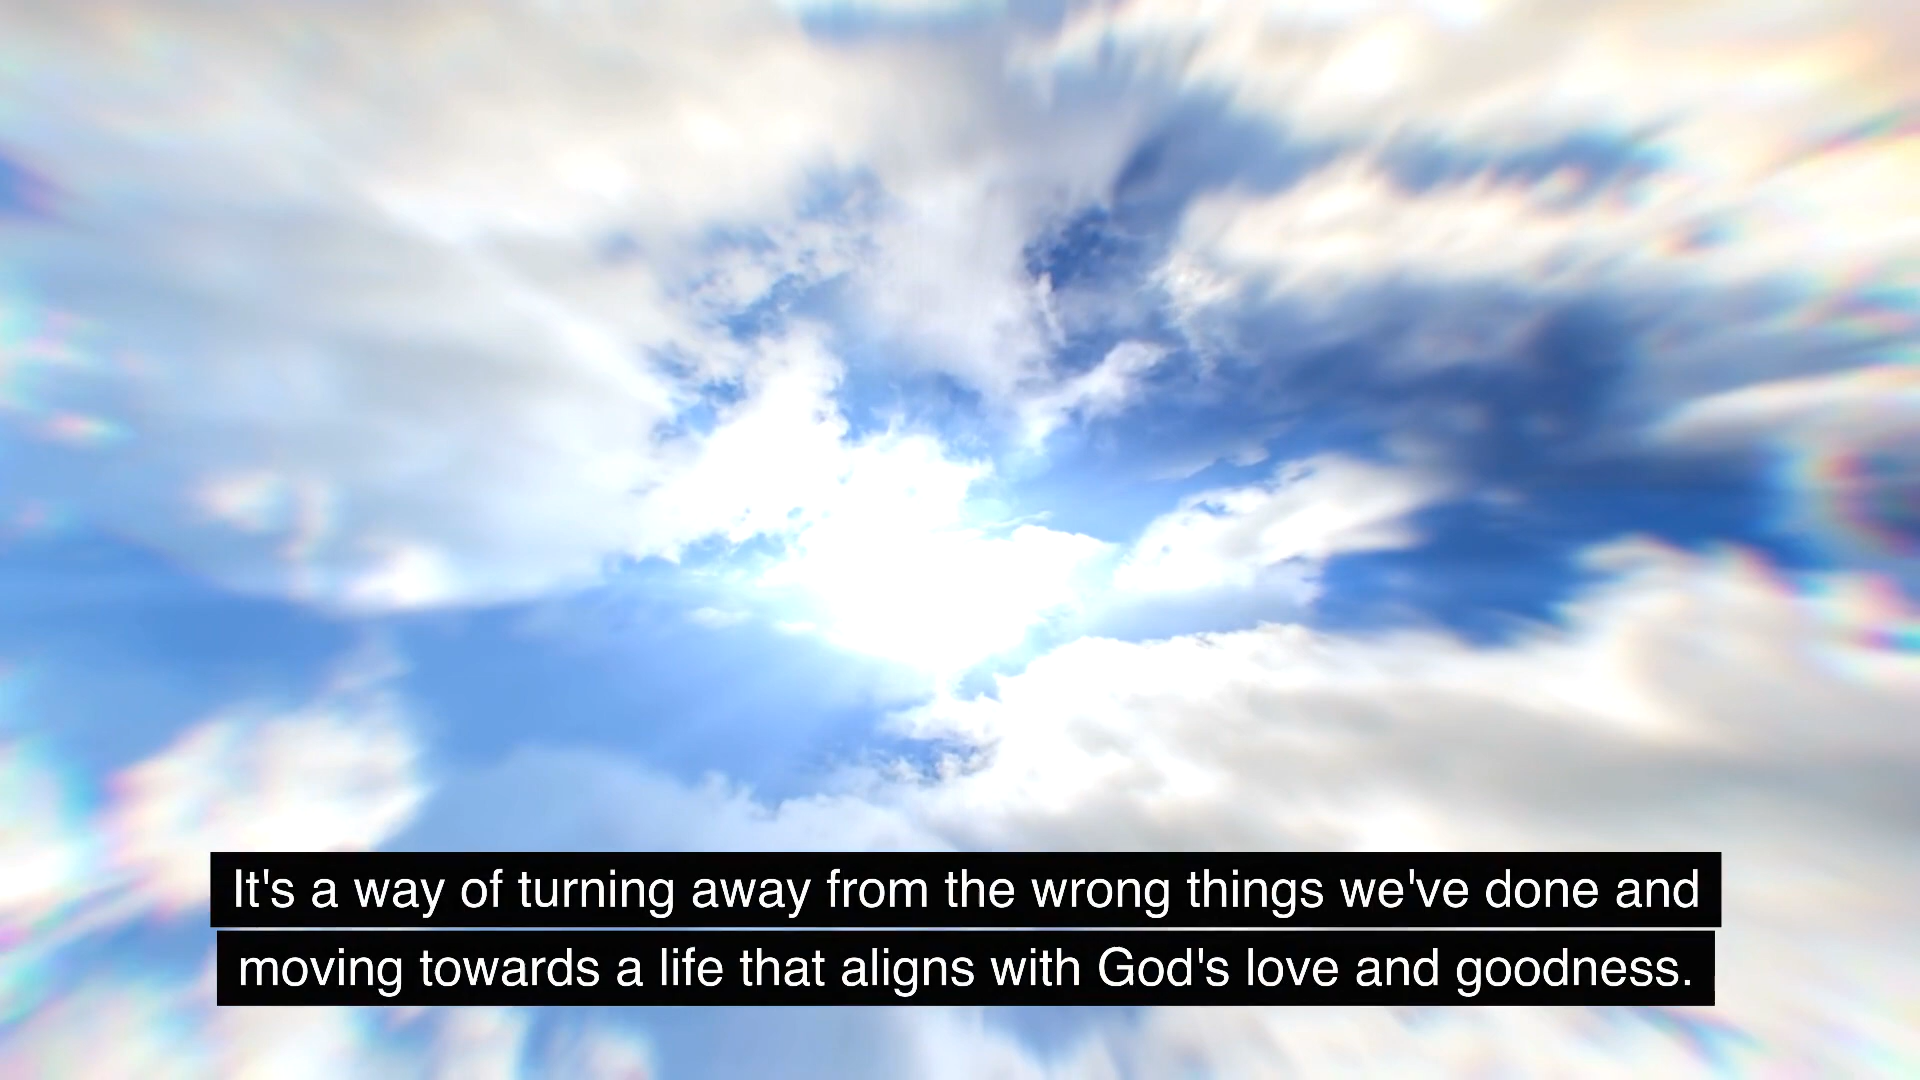 It's a way of turning away from the wrong things we've done and
moving towards a life that aligns with God's love and goodness.